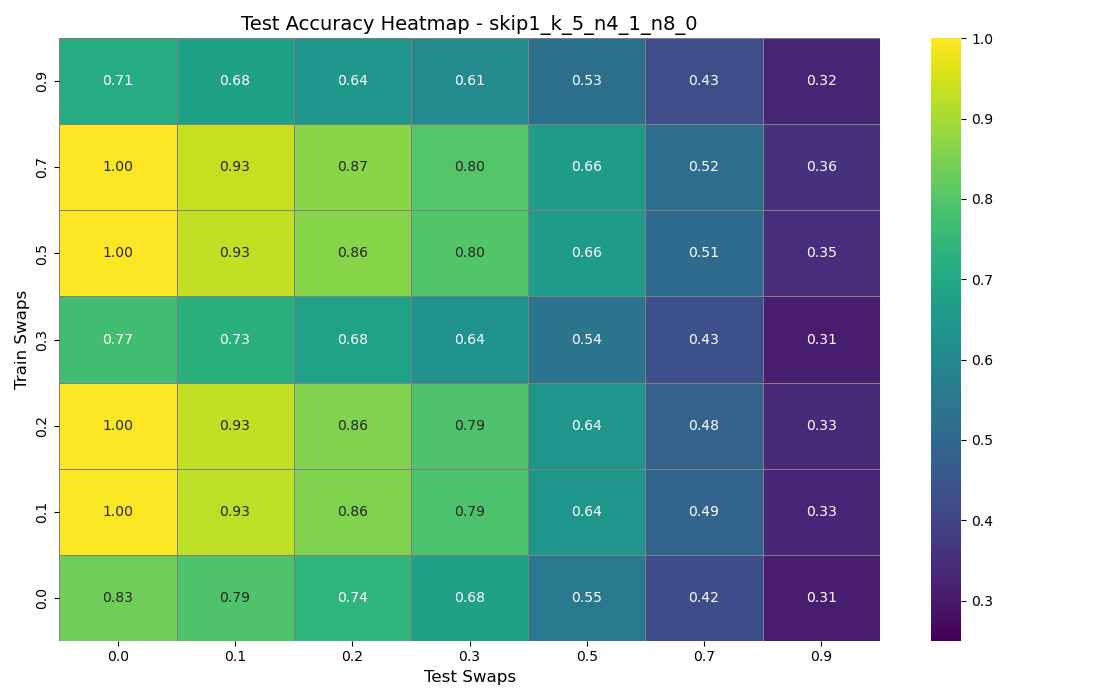 Test Accuracy Heatmap - skip1_k_5_n4_1_n8_0
Train Swaps
0.9 0.71 0.68 0.64 0.61 0.53 0.43 0.32
0.7 1.00 0.93 0.87 0.80 0.66 0.52 0.36
0.5 1.00 0.93 0.86 0.80 0.66 0.51 0.35
0.3 0.77 0.73 0.68 0.64 0.54 0.43 0.31
0.2 1.00 0.93 0.86 0.79 0.64 0.48 0.33
0.1 1.00 0.93 0.86 0.79 0.64 0.49 0.33
0.0 0.83 0.79 0.74 0.68 0.55 0.42 0.31
0.0 0.1 0.2 0.3 0.5 0.7 0.9
Test Swaps
1.0
0.9
0.8
0.7
0.6
0.5
0.4
0.3